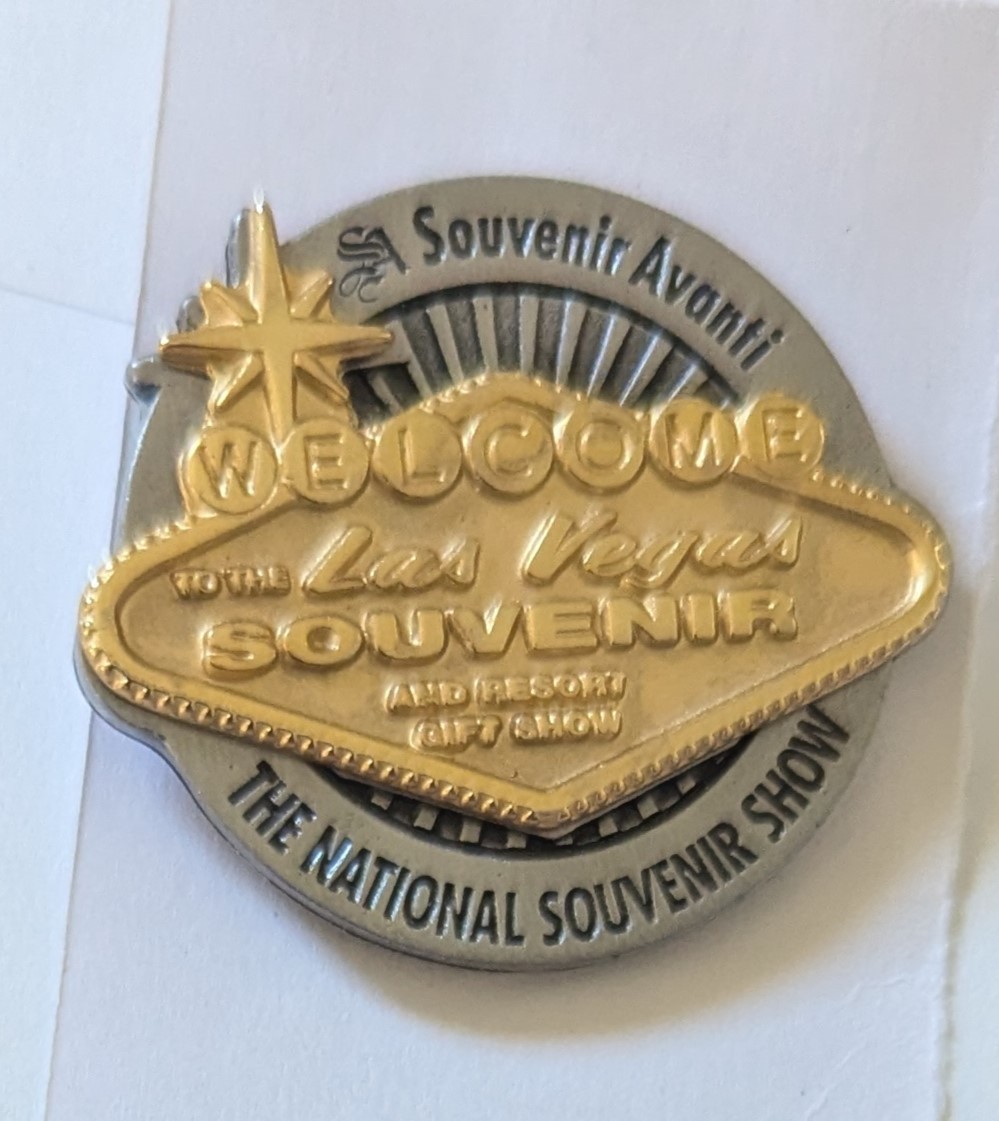 SA Souvenir Avanti
WELCOME
TO THE Las Vegas
SOUVENIR
AND RESORT
GIFT SHOW
THE NATIONAL SOUVENIR SHOW